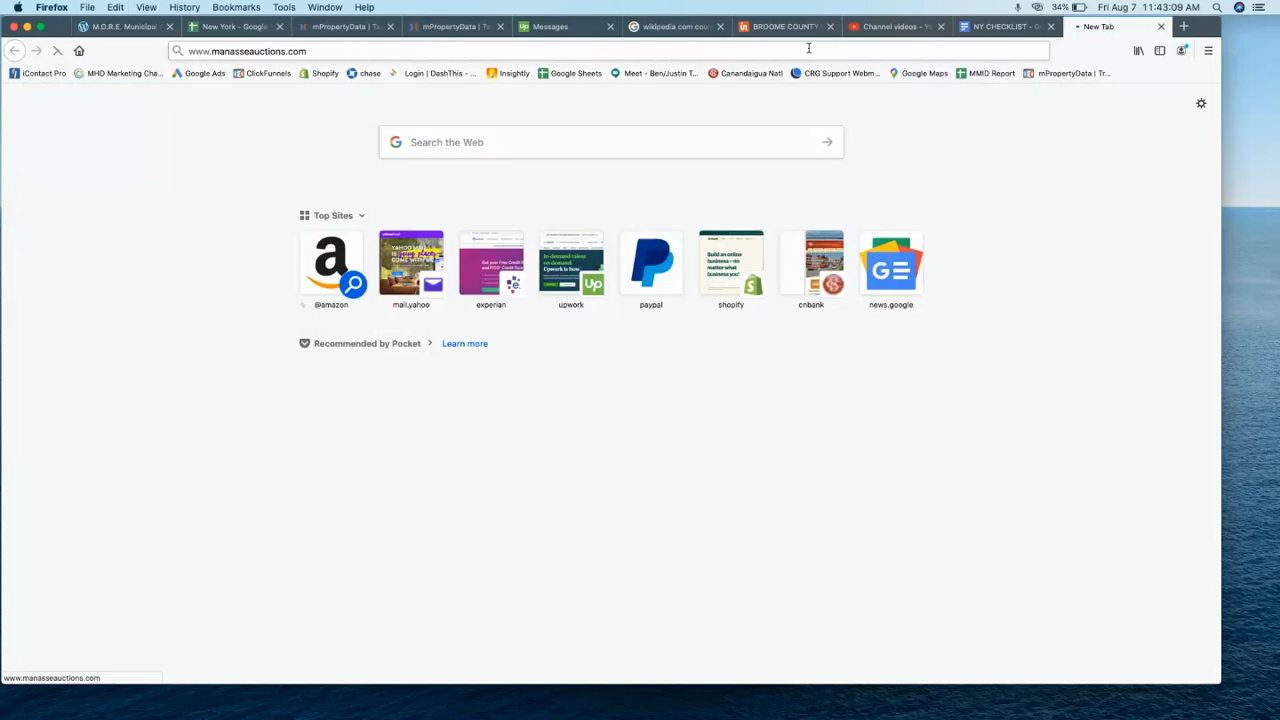 Firefox File Edit View History Bookmarks Tools Window Help 34% Fri Aug 7 11:43:09 AM
M.O.R.E. Municipal New York - Google mPropertyData | Ta mPropertyData | Ta Messages wikipedia com coun BROOME COUNTY Channel videos - Yo NY CHECKLIST - G New Tab
www.manasseauctions.com
iContact Pro MHD Marketing Cha... Google Ads ClickFunnels Shopify chase Login | DashThis - ... Insightly Google Sheets Meet - Ben/Justin T... Canandaigua Natl CRG Support Webm... Google Maps MMID Report mPropertyData | Tr...
Search the Web
Top Sites
@amazon mail.yahoo experian upwork paypal shopify cnbank news.google
Recommended by Pocket Learn more
www.manasseauctions.com